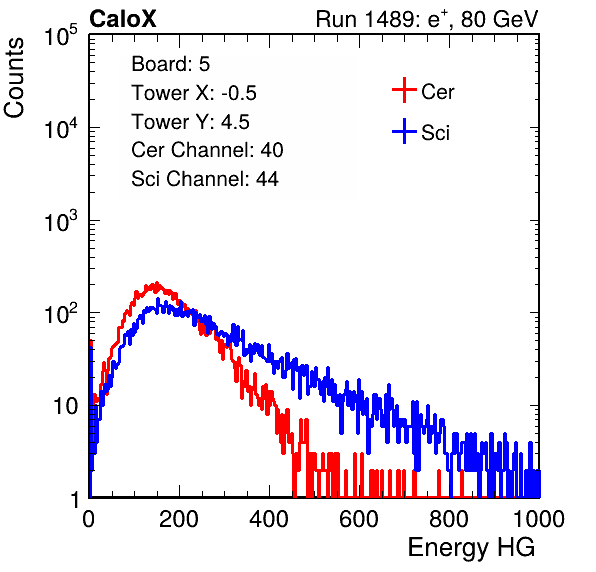 CaloX Run 1489: e⁺, 80 GeV
Counts
Board: 5
Tower X: -0.5
Tower Y: 4.5
Cer Channel: 40
Sci Channel: 44
Cer
Sci
10⁵
10⁴
10³
10²
10
1
0 200 400 600 800 1000
Energy HG